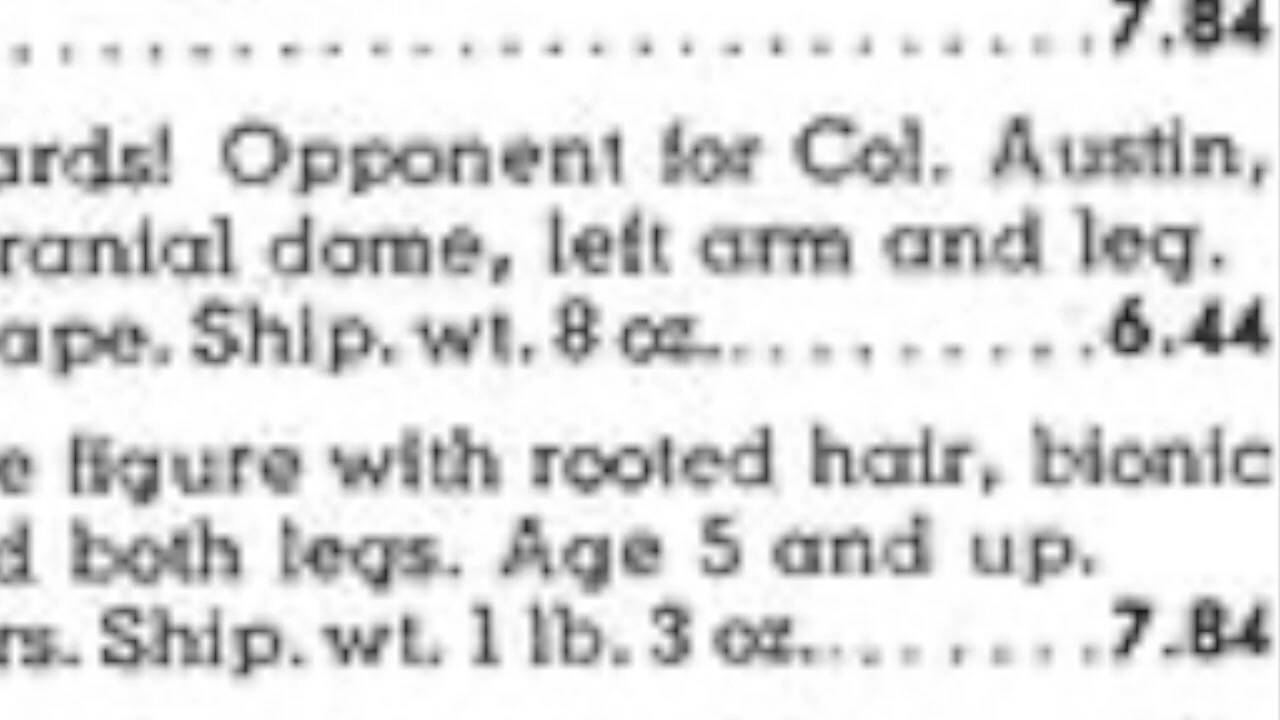 .........................7.84
ards! Opponent for Col. Austin,
ranial dome, left arm and leg.
ape. Ship. wt. 8 oz...........6.44
e figure with rooted hair, bionic
d both legs. Age 5 and up.
rs. Ship. wt. 1 lb. 3 oz........7.84